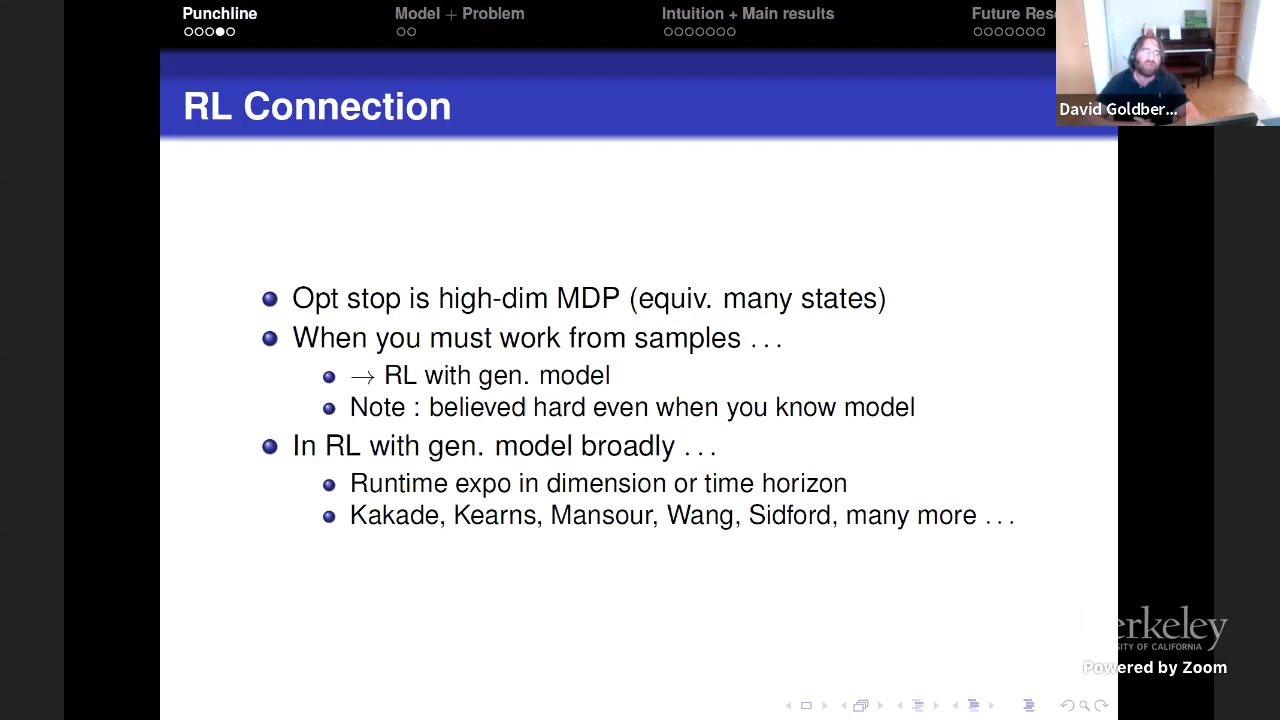 Punchline
Model + Problem
Intuition + Main results
Future Res
RL Connection
David Goldber...
Opt stop is high-dim MDP (equiv. many states)
When you must work from samples ...
→ RL with gen. model
Note : believed hard even when you know model
In RL with gen. model broadly ...
Runtime expo in dimension or time horizon
Kakade, Kearns, Mansour, Wang, Sidford, many more ...
erkeley
SITY OF CALIFORNIA
Powered by Zoom